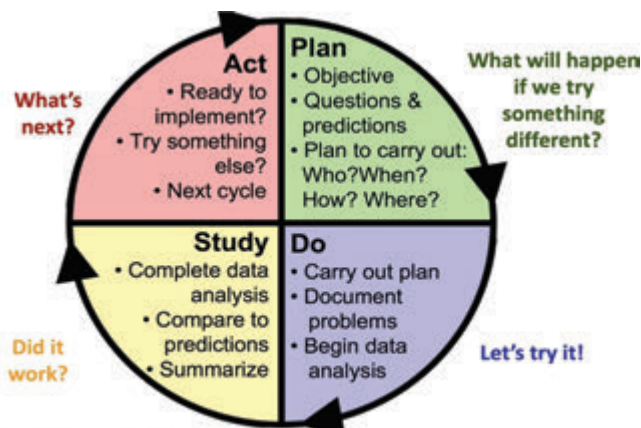 Act
• Ready to
implement?
• Try something
else?
• Next cycle
Plan
• Objective
• Questions &
predictions
• Plan to carry out:
Who?When?
How? Where?
What will happen
if we try
something
different?
What's
next?
Study
• Complete data
analysis
• Compare to
predictions
• Summarize
Do
• Carry out plan
• Document
problems
• Begin data
analysis
Did it
work?
Let's try it!